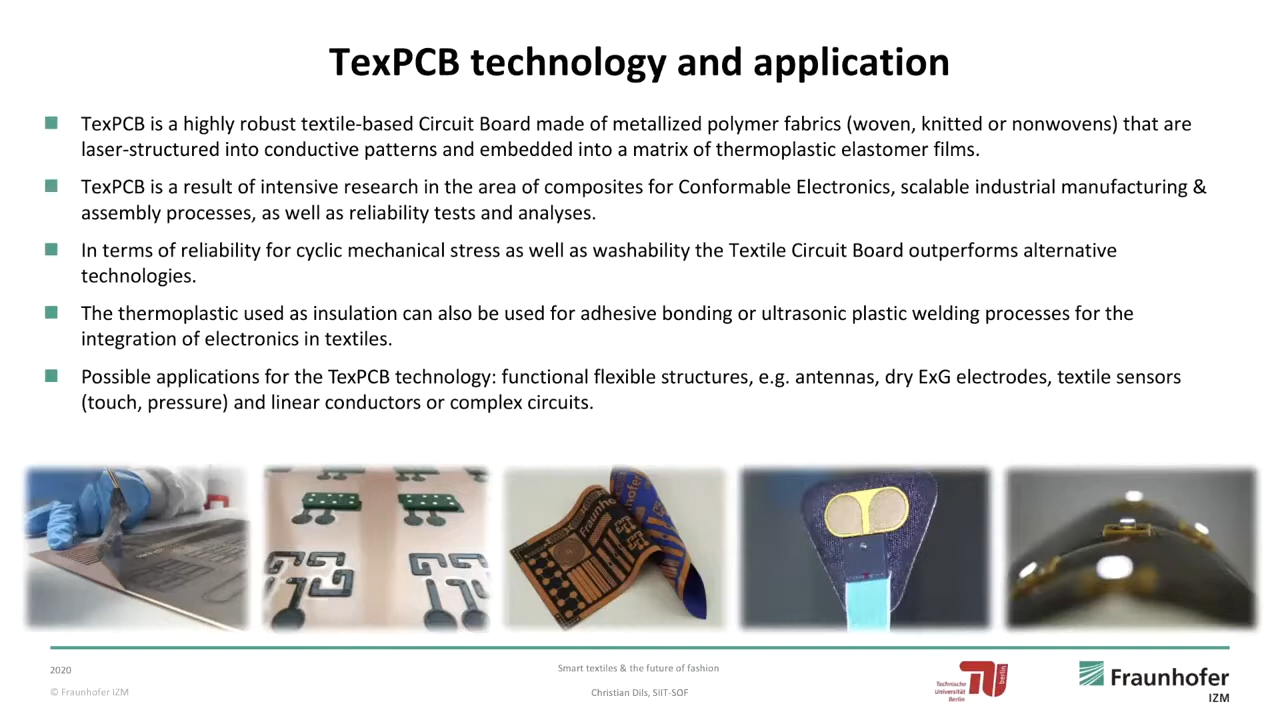 TexPCB technology and application
TexPCB is a highly robust textile-based Circuit Board made of metallized polymer fabrics (woven, knitted or nonwovens) that are
laser-structured into conductive patterns and embedded into a matrix of thermoplastic elastomer films.
TexPCB is a result of intensive research in the area of composites for Conformable Electronics, scalable industrial manufacturing &
assembly processes, as well as reliability tests and analyses.
In terms of reliability for cyclic mechanical stress as well as washability the Textile Circuit Board outperforms alternative
technologies.
The thermoplastic used as insulation can also be used for adhesive bonding or ultrasonic plastic welding processes for the
integration of electronics in textiles.
Possible applications for the TexPCB technology: functional flexible structures, e.g. antennas, dry ExG electrodes, textile sensors
(touch, pressure) and linear conductors or complex circuits.
Fraunho
nhofer
2020
Smart textiles & the future of fashion
© Fraunhofer IZM
Christian Dils, SIIT-SOF
Technische
Universität
Berlin
berlin
Fraunhofer
IZM